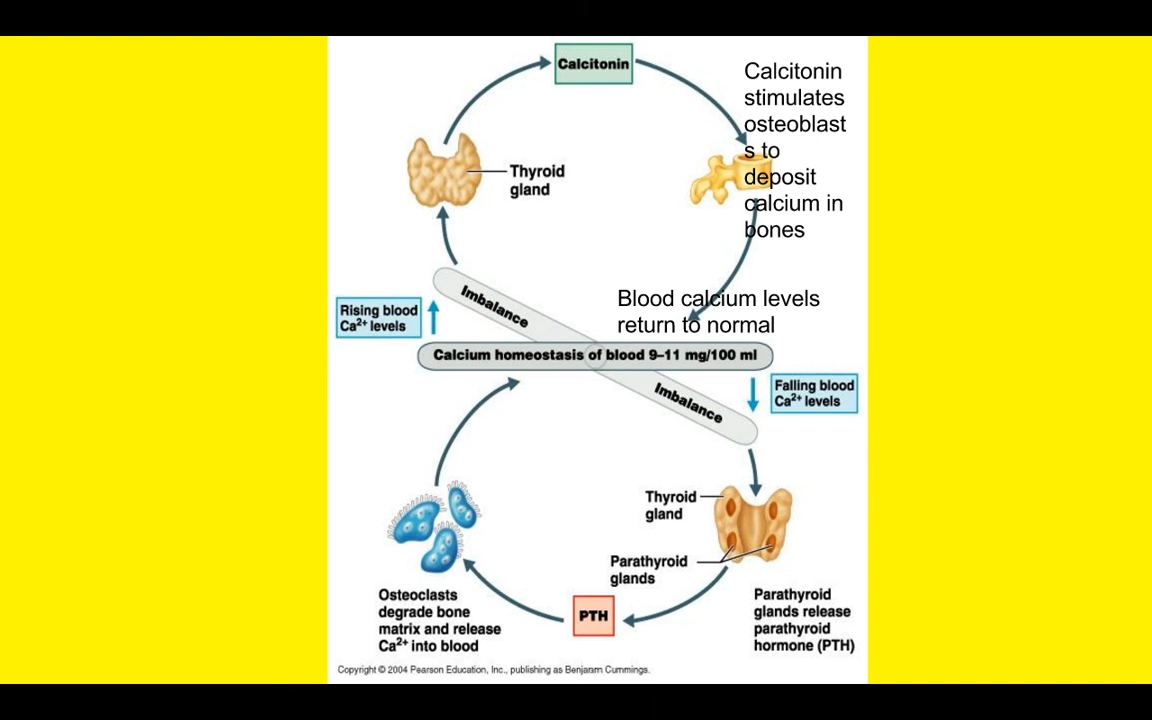 Calcitonin
Calcitonin
stimulates
osteoblast
s to
deposit
calcium in
bones
Thyroid
gland
Imbalance
Blood calcium levels
return to normal
Rising blood
Ca²⁺ levels
Calcium homeostasis of blood 9–11 mg/100 ml
Imbalance
Falling blood
Ca²⁺ levels
Thyroid
gland
Parathyroid
glands
Osteoclasts
degrade bone
matrix and release
Ca²⁺ into blood
PTH
Parathyroid
glands release
parathyroid
hormone (PTH)
Copyright © 2004 Pearson Education, Inc., publishing as Benjamin Cummings.